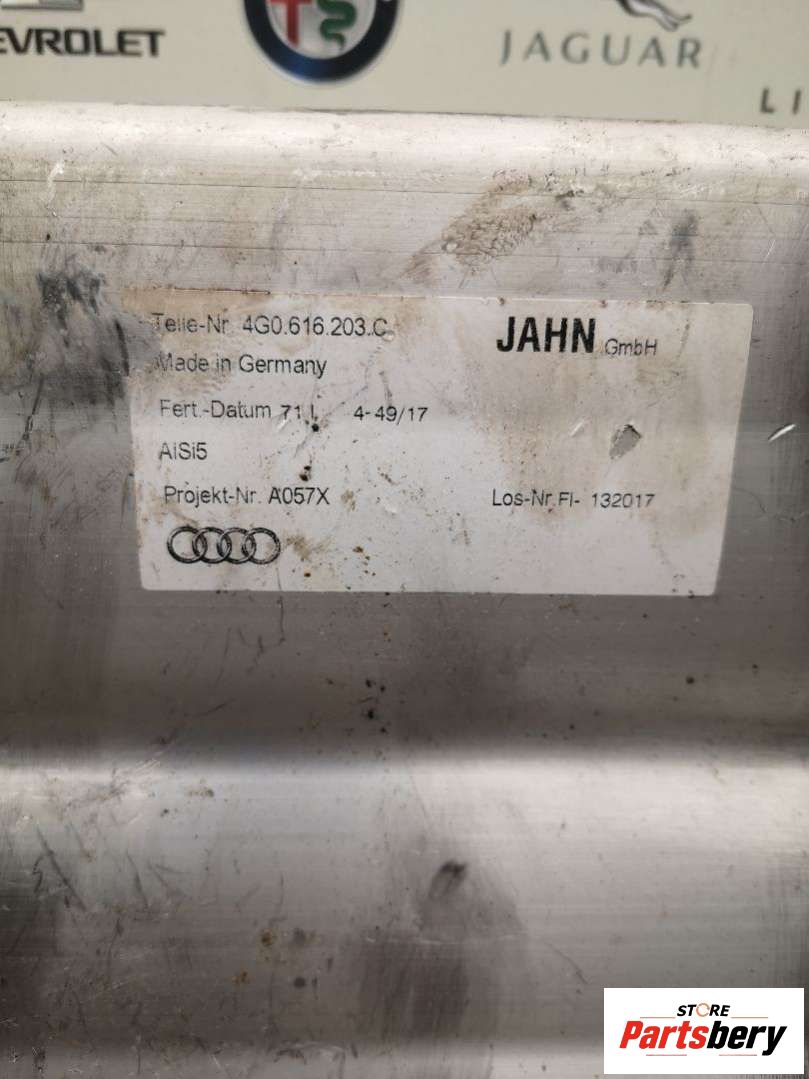 EVROLET
JAGUAR
LI
Teile-Nr. 4G0.616.203.C
JAHN GmbH
Made in Germany
Fert.-Datum 71 L 4-49/17
AlSi5
Projekt-Nr. A057X
Los-Nr. Fl- 132017
STORE
Partsbery